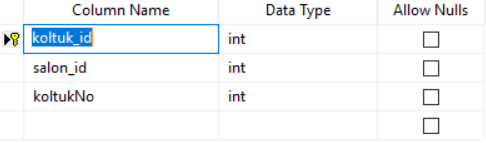 Column Name Data Type Allow Nulls
koltuk_id int
salon_id int
koltukNo int